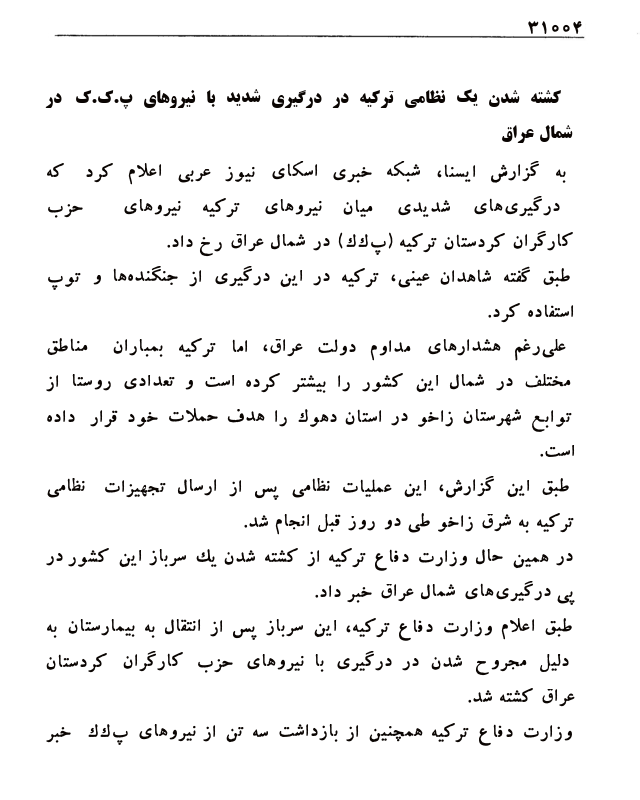 ۳۱۰۰۴
کشته شدن یک نظامی ترکیه در درگیری شدید با نیروهای پ.ک.ک در
شمال عراق
به گزارش ایسنا، شبکه خبری اسکای نیوز عربی اعلام کرد که
درگیری‌های شدیدی میان نیروهای ترکیه نیروهای حزب
کارگران کردستان ترکیه (پ‌ك‌ك) در شمال عراق رخ داد.
طبق گفته شاهدان عینی، ترکیه در این درگیری از جنگنده‌ها و توپ
استفاده کرد.
علی‌رغم هشدارهای مداوم دولت عراق، اما ترکیه بمباران مناطق
مختلف در شمال این کشور را بیشتر کرده است و تعدادی روستا از
توابع شهرستان زاخو در استان دهوك را هدف حملات خود قرار داده
است.
طبق این گزارش، این عملیات نظامی پس از ارسال تجهیزات نظامی
ترکیه به شرق زاخو طی دو روز قبل انجام شد.
در همین حال وزارت دفاع ترکیه از کشته شدن يك سرباز این کشور در
پی درگیری‌های شمال عراق خبر داد.
طبق اعلام وزارت دفاع ترکیه، این سرباز پس از انتقال به بیمارستان به
دلیل مجروح شدن در درگیری با نیروهای حزب کارگران کردستان
عراق کشته شد.
وزارت دفاع ترکیه همچنین از بازداشت سه تن از نیروهای پ‌ك‌ك خبر